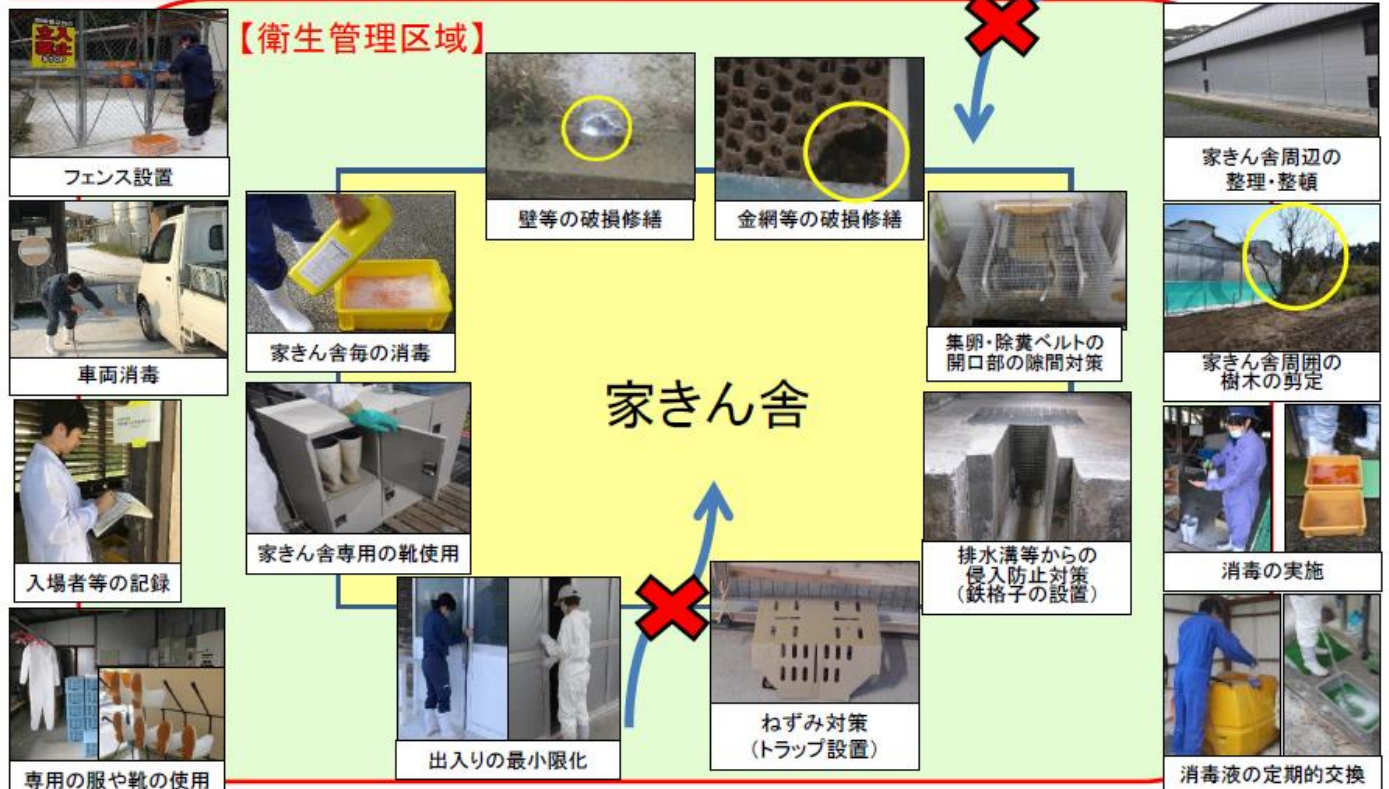 【衛生管理区域】
立入
禁止
フェンス設置
車両消毒
入場者等の記録
専用の服や靴の使用
家きん舎毎の消毒
家きん舎専用の靴使用
壁等の破損修繕
金網等の破損修繕
家きん舎
出入りの最小限化
ねずみ対策
（トラップ設置）
集卵・除糞ベルトの
開口部の隙間対策
排水溝等からの
侵入防止対策
（鉄格子の設置）
家きん舎周辺の
整理・整頓
家きん舎周囲の
樹木の剪定
消毒の実施
消毒液の定期的交換